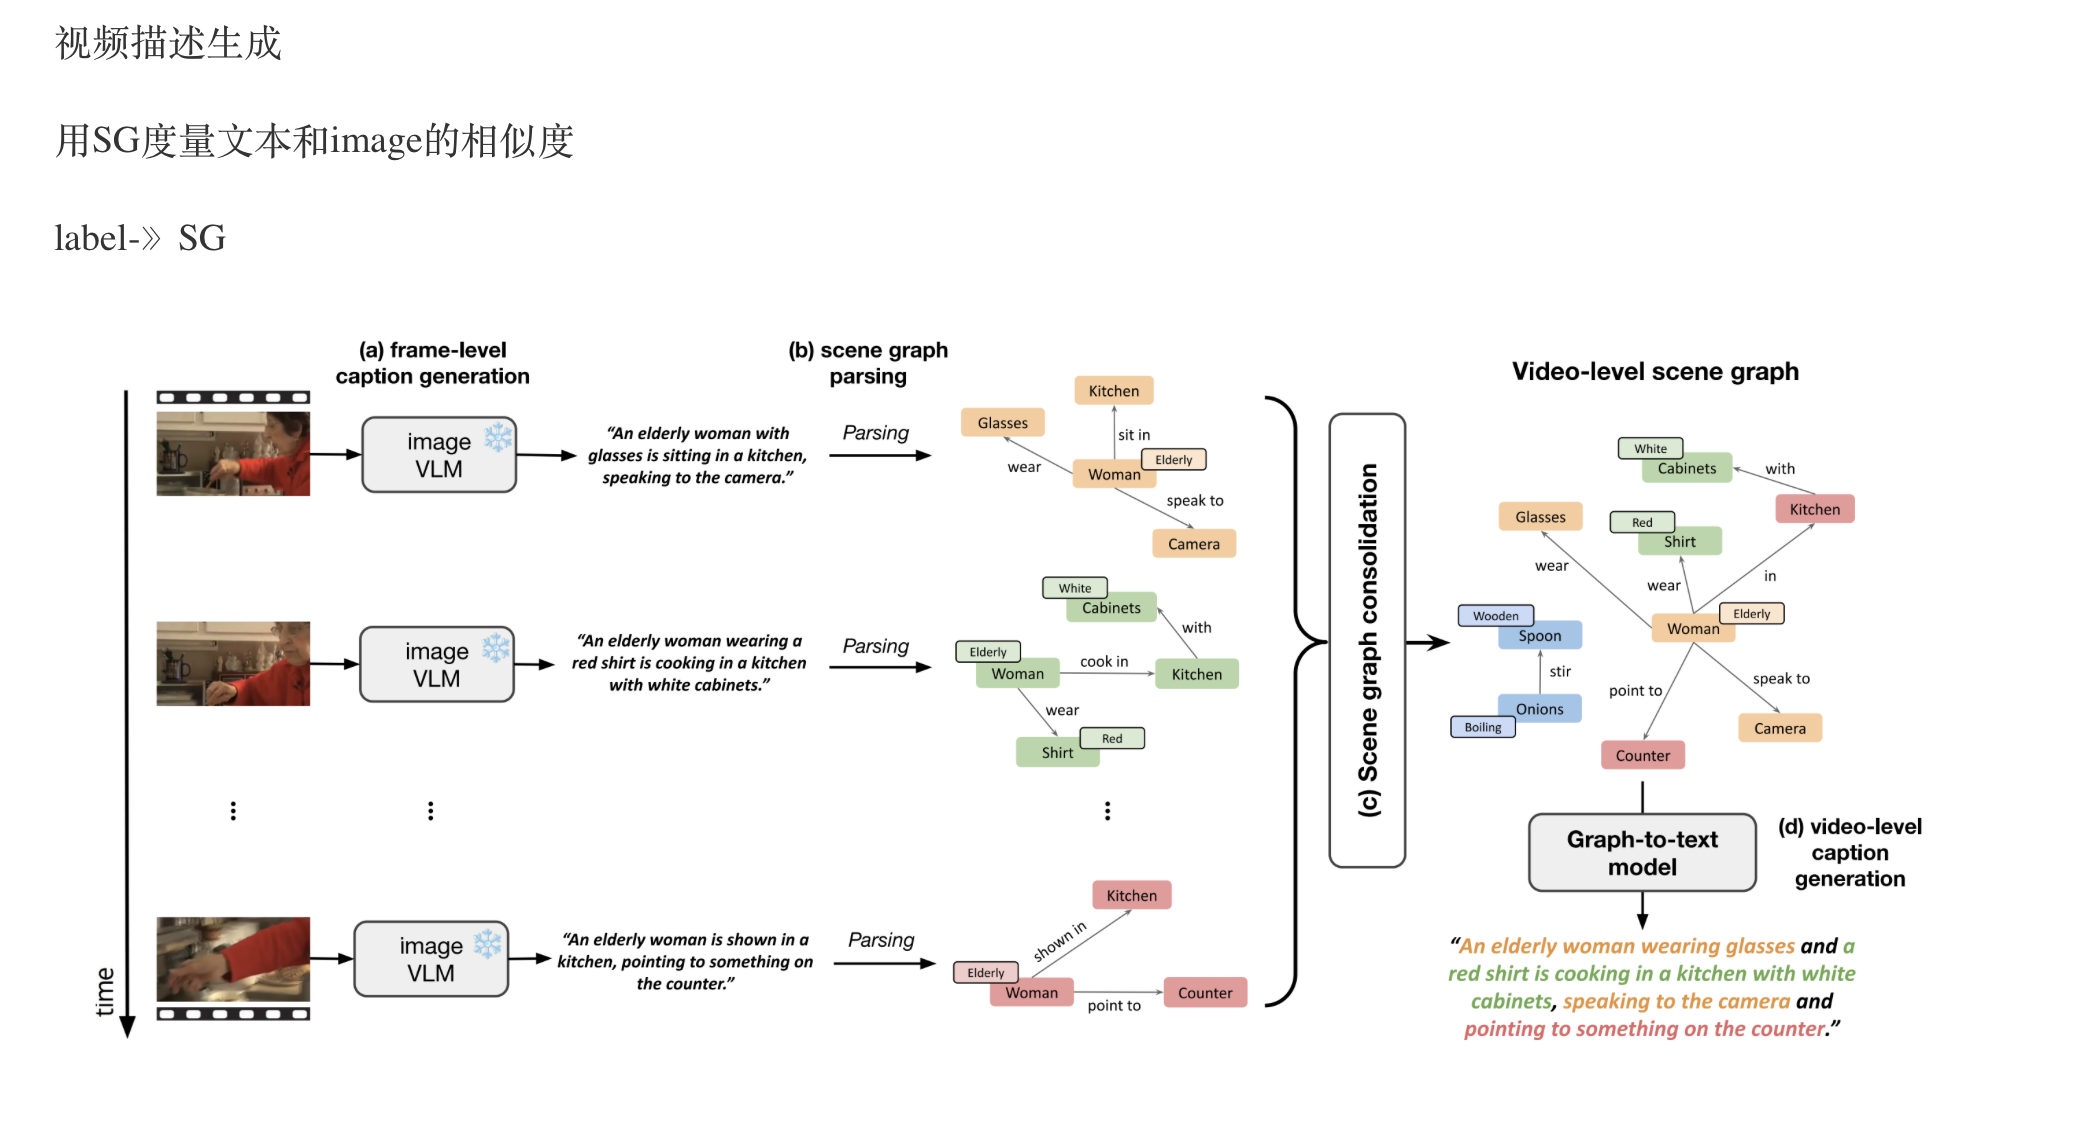 视频描述生成
用SG度量文本和image的相似度
label-》SG
(a) frame-level
caption generation
(b) scene graph
parsing
Video-level scene graph
image
VLM
“An elderly woman with
glasses is sitting in a kitchen,
speaking to the camera.”
Parsing
Kitchen
Glasses
sit in
wear
Elderly
Woman
speak to
Camera
image
VLM
“An elderly woman wearing a
red shirt is cooking in a kitchen
with white cabinets.”
Parsing
White
Cabinets
with
Elderly
Woman
cook in
Kitchen
wear
Red
Shirt
image
VLM
“An elderly woman is shown in a
kitchen, pointing to something on
the counter.”
Parsing
Kitchen
shown in
Elderly
Woman
point to
Counter
time
(c) Scene graph consolidation
White
Cabinets
with
Kitchen
Glasses
Red
Shirt
wear
wear
in
Wooden
Spoon
Elderly
Woman
stir
point to
speak to
Onions
Boiling
Camera
Counter
Graph-to-text
model
(d) video-level
caption
generation
“An elderly woman wearing glasses and a
red shirt is cooking in a kitchen with white
cabinets, speaking to the camera and
pointing to something on the counter.”